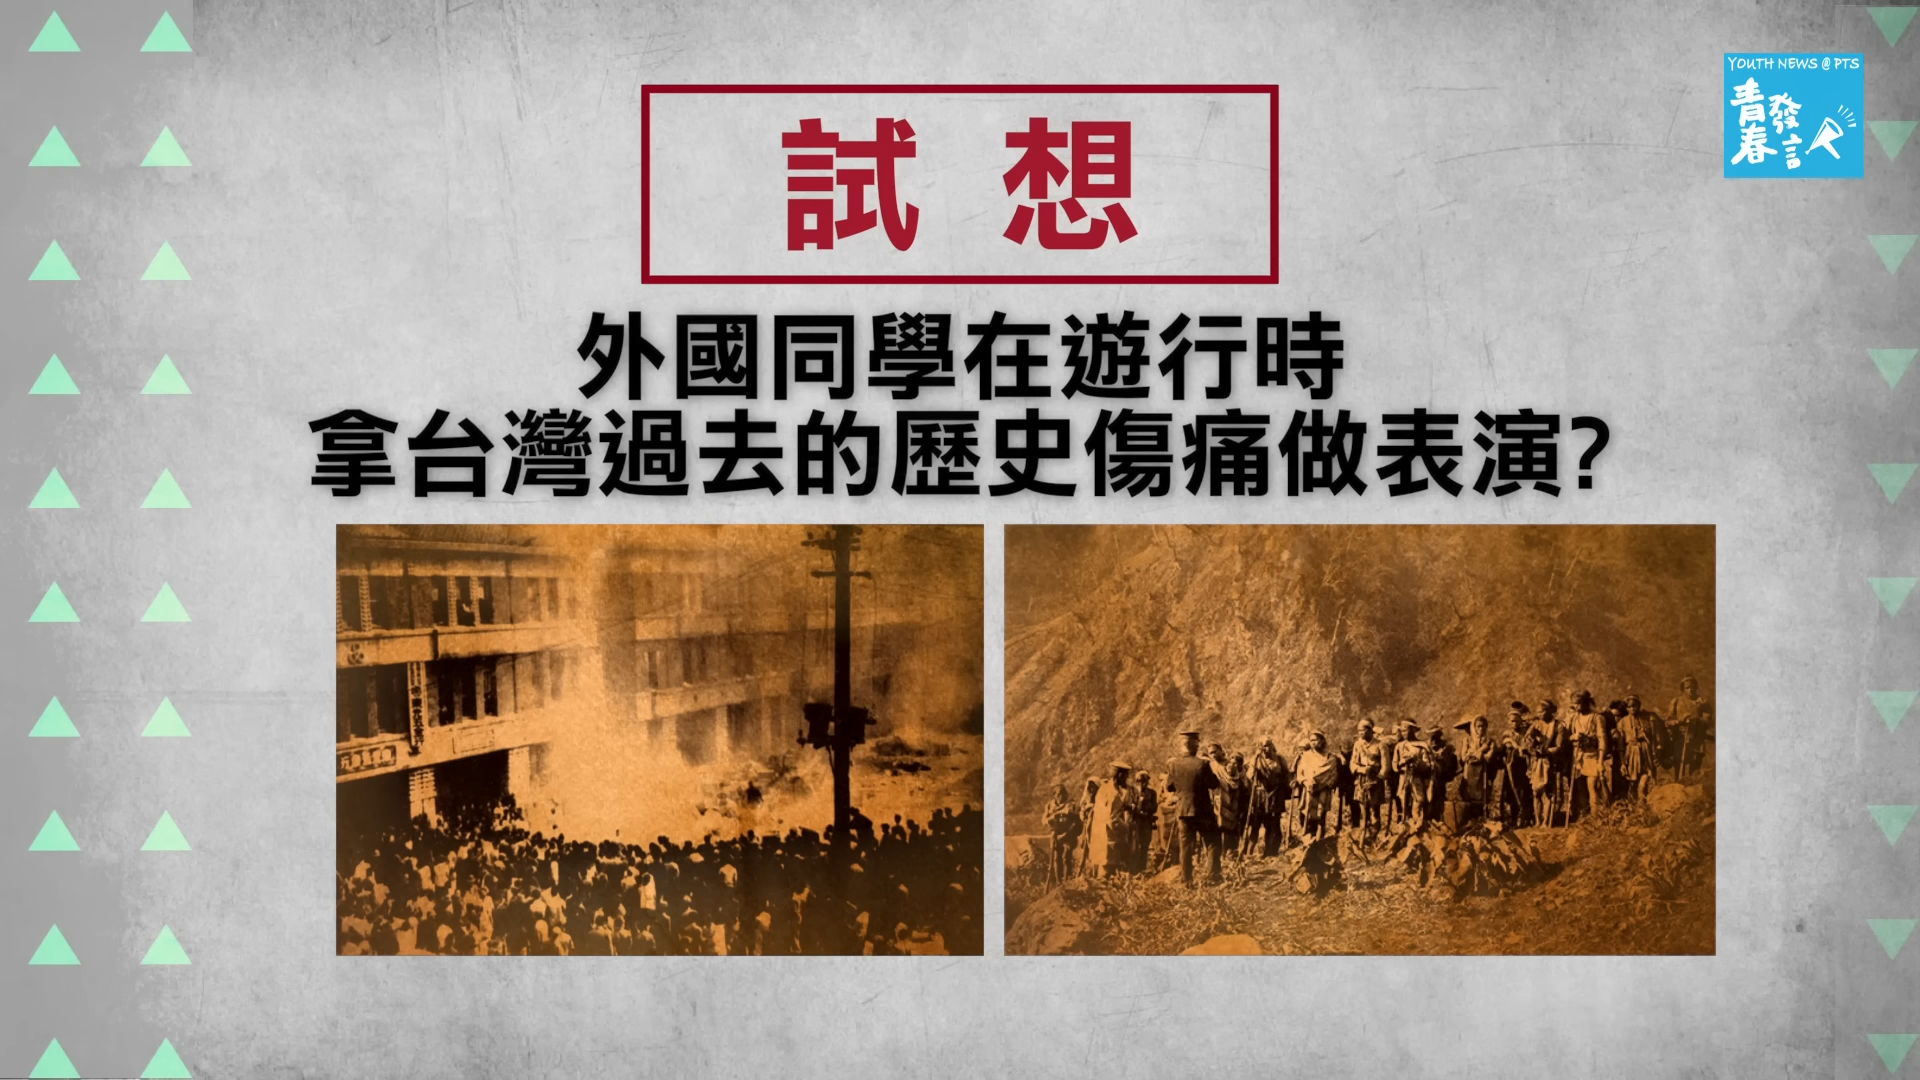 YOUTH NEWS @ PTS
青春發言
試想
外國同學在遊行時
拿台灣過去的歷史傷痛做表演?